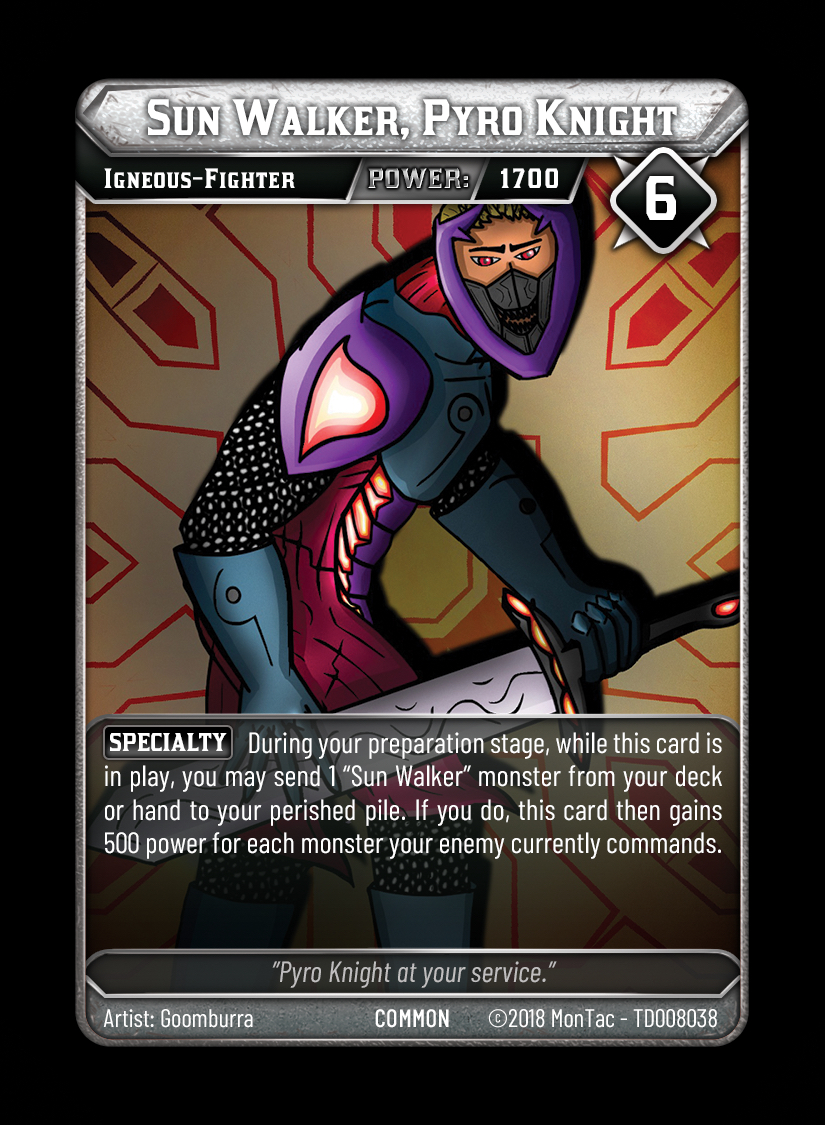 Sun Walker, Pyro Knight
Igneous-Fighter POWER: 1700
6
SPECIALTY During your preparation stage, while this card is
in play, you may send 1 “Sun Walker” monster from your deck
or hand to your perished pile. If you do, this card then gains
500 power for each monster your enemy currently commands.
“Pyro Knight at your service.”
Artist: Goomburra COMMON ©2018 MonTac - TD008038